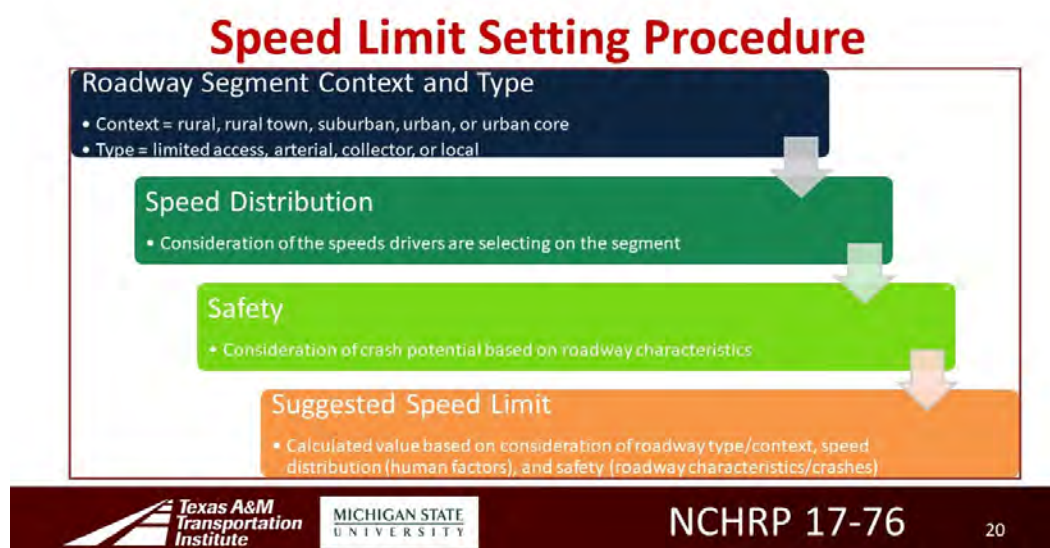 Speed Limit Setting Procedure
Roadway Segment Context and Type
• Context = rural, rural town, suburban, urban, or urban core
• Type = limited access, arterial, collector, or local
Speed Distribution
• Consideration of the speeds drivers are selecting on the segment
Safety
• Consideration of crash potential based on roadway characteristics
Suggested Speed Limit
• Calculated value based on consideration of roadway type/context, speed
distribution (human factors), and safety (roadway characteristics/crashes)
Texas A&M
Transportation
Institute
MICHIGAN STATE
UNIVERSITY
NCHRP 17-76
20